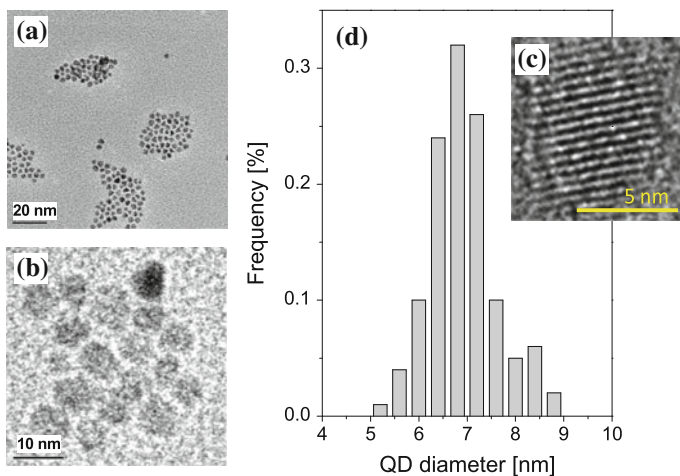 (a)
20 nm
(b)
10 nm
(d)
(c)
5 nm
Frequency [%]
0.3
0.2
0.1
0.0
4
5
6
7
8
9
10
QD diameter [nm]